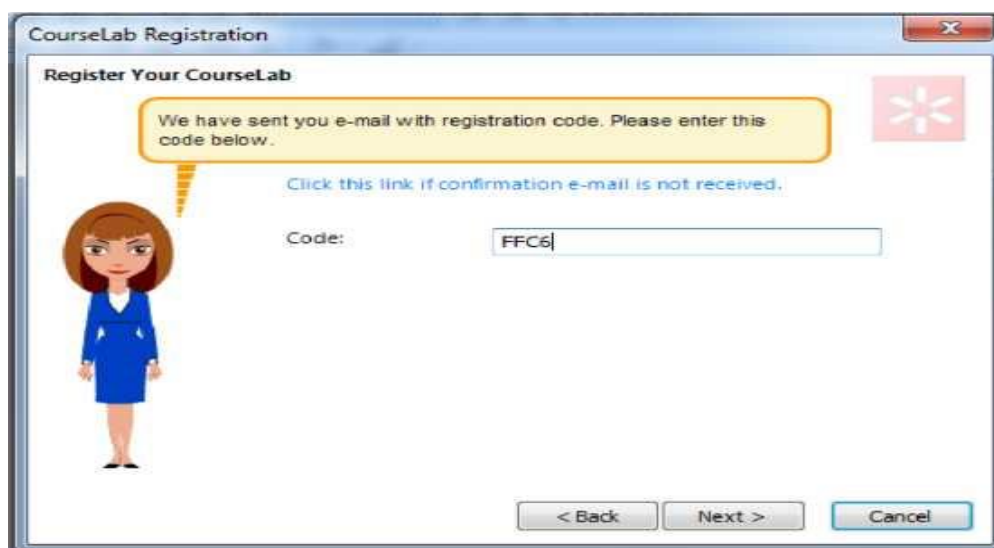 CourseLab Registration
Register Your CourseLab
We have sent you e-mail with registration code. Please enter this
code below.
Click this link if confirmation e-mail is not received.
Code:
FFC6
< Back
Next >
Cancel